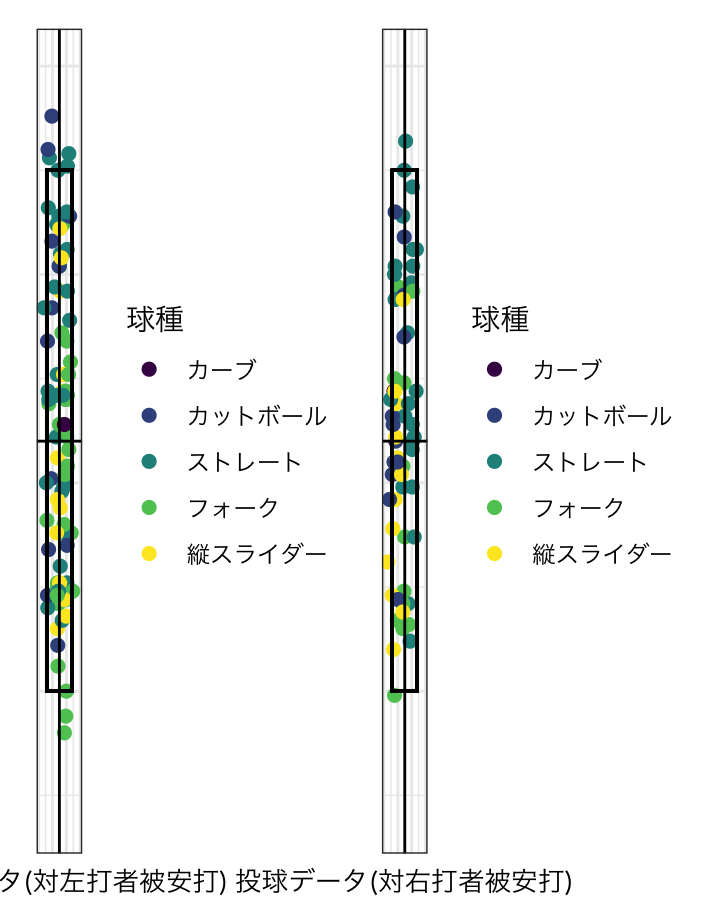 球種
カーブ
カットボール
ストレート
フォーク
縦スライダー
球種
カーブ
カットボール
ストレート
フォーク
縦スライダー
タ(対左打者被安打)
投球データ(対右打者被安打)